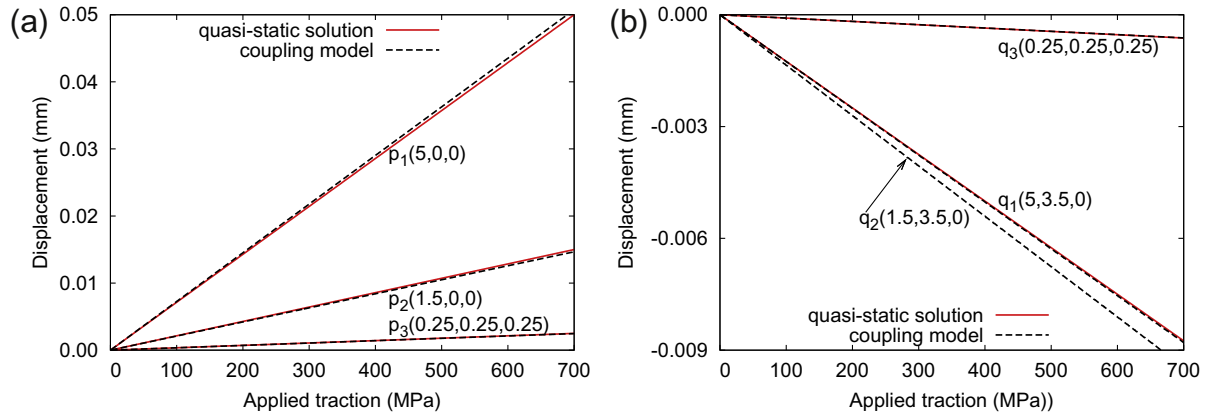 (a)
0.05
0.04
0.03
0.02
0.01
0.00
Displacement (mm)
quasi-static solution
coupling model
p1(5,0,0)
p2(1.5,0,0)
p3(0.25,0.25,0.25)
0 100 200 300 400 500 600 700
Applied traction (MPa)
(b)
0.000
-0.003
-0.006
-0.009
Displacement (mm)
q3(0.25,0.25,0.25)
q1(5,3.5,0)
q2(1.5,3.5,0)
quasi-static solution
coupling model
0 100 200 300 400 500 600 700
Applied traction (MPa))